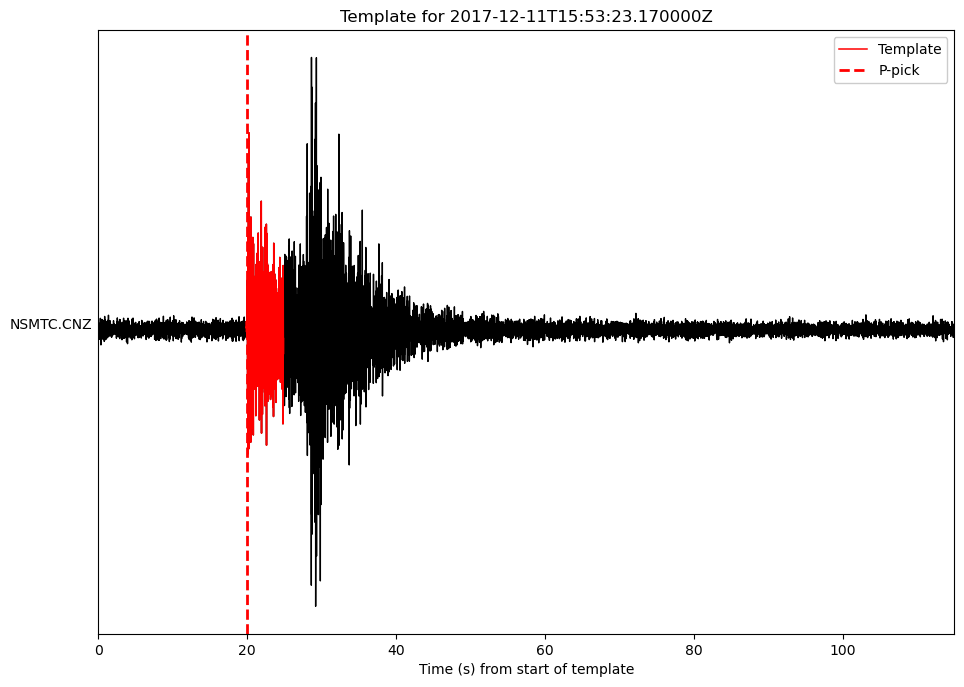 Template for 2017-12-11T15:53:23.170000Z
Template
P-pick
NSMTC.CNZ
0 20 40 60 80 100
Time (s) from start of template